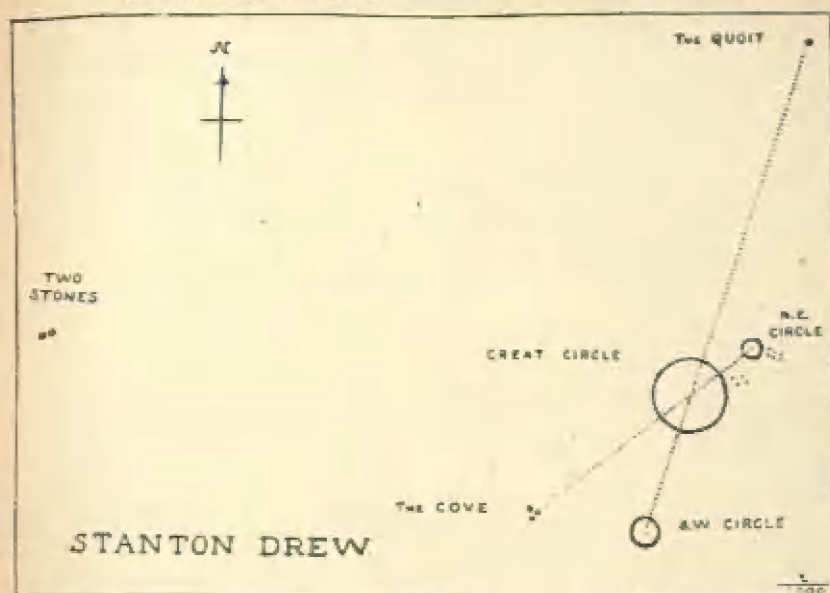 N
THE QUOIT
TWO
STONES
N.E.
CIRCLE
GREAT CIRCLE
THE COVE
S.W. CIRCLE
STANTON DREW